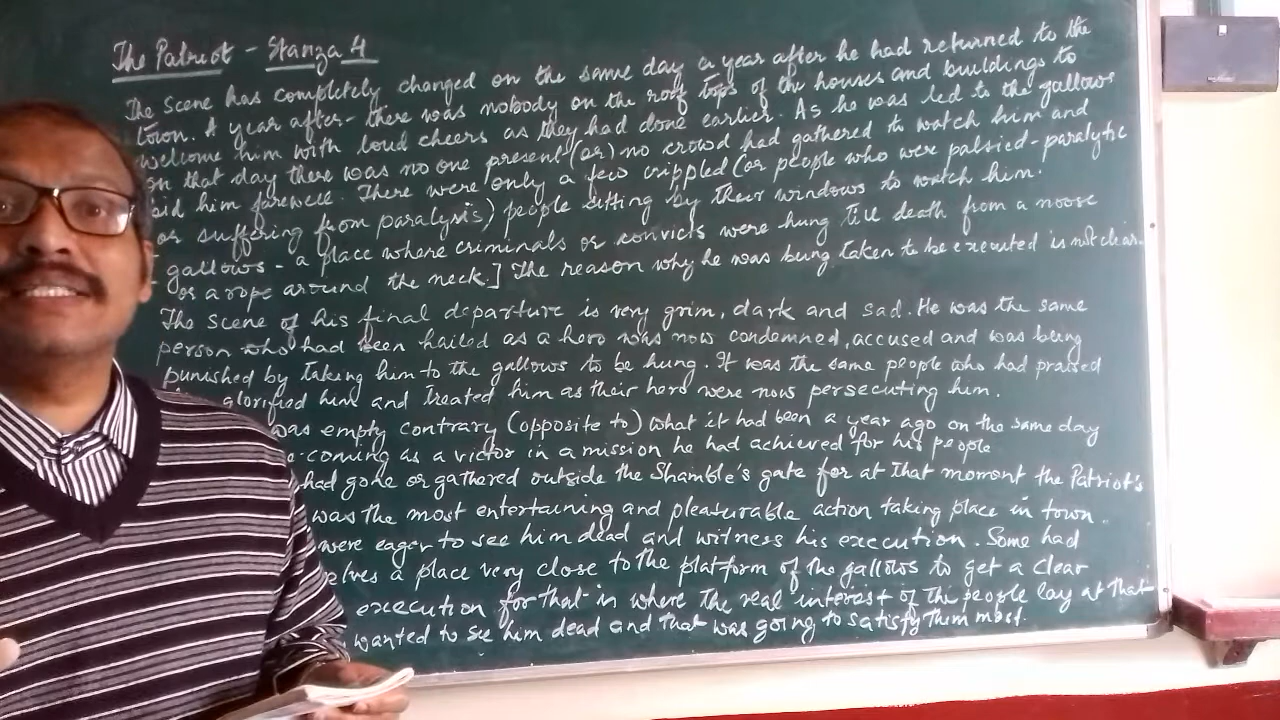 The Patriot - Stanza 4
The scene has completely changed on the same day a year after he had returned to the
town. A year after - there was nobody on the roof tops of the houses and buildings to
welcome him with loud cheers as they had done earlier. As he was led to the gallows
on that day there was no one present (or) no crowd had gathered to watch him and
bid him farewell. There were only a few crippled (or people who were palsied - paralytic
or suffering from paralysis) people sitting by their windows to watch him.
gallows - a place where criminals or convicts were hung till death from a noose
or a rope around the neck.] The reason why he was being taken to be executed is not clear.
The scene of his final departure is very grim, dark and sad. He was the same
person who had been hailed as a hero was now condemned, accused and was being
punished by taking him to the gallows to be hung. It was the same people who had praised
glorified him and treated him as their hero were now persecuting him.
was empty contrary (opposite to) what it had been a year ago on the same day
e-coming as a victor in a mission he had achieved for his people
had gone or gathered outside the Shamble's gate for at that moment the Patriot's
was the most entertaining and pleasurable action taking place in town.
were eager to see him dead and witness his execution. Some had
elves a place very close to the platform of the gallows to get a clear
execution for that is where the real interest of the people lay at that
wanted to see him dead and that was going to satisfy them most.